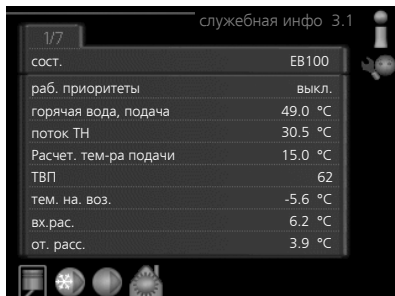 служебная инфо 3.1
1/7
сост. EB100
раб. приоритеты выкл.
горячая вода, подача 49.0 °C
поток ТН 30.5 °C
Расчет. тем-ра подачи 15.0 °C
ТВП 62
тем. на. воз. -5.6 °C
вх.рас. 6.2 °C
от. расс. 3.9 °C